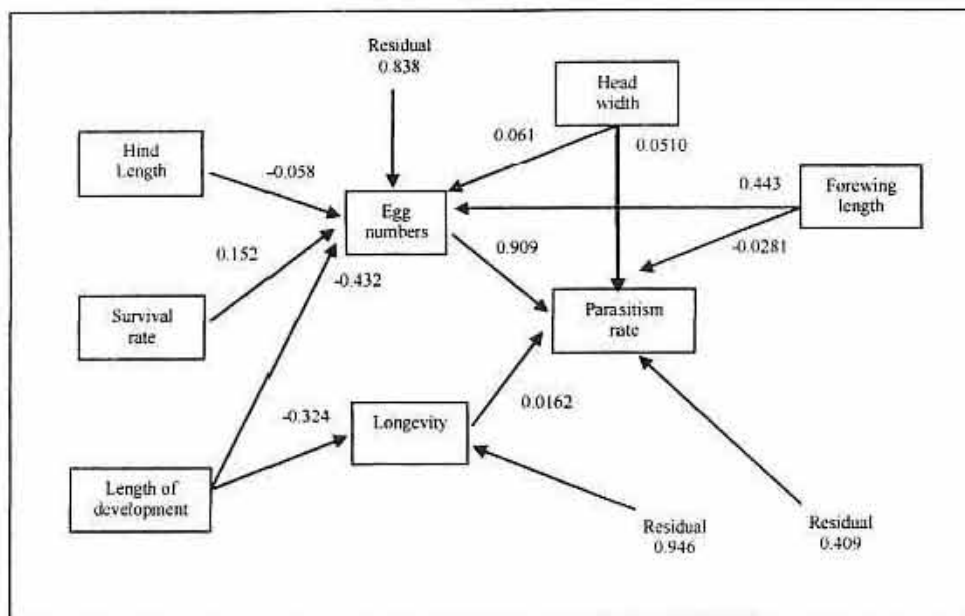 Residual
0.838
Head
width
0.061
0.0510
Hind
Length
-0.058
0.443
Forewing
length
Egg
numbers
0.152
0.909
-0.0281
-0.432
Survival
rate
Parasitism
rate
-0.324
Longevity
0.0162
Length of
development
Residual
0.946
Residual
0.409